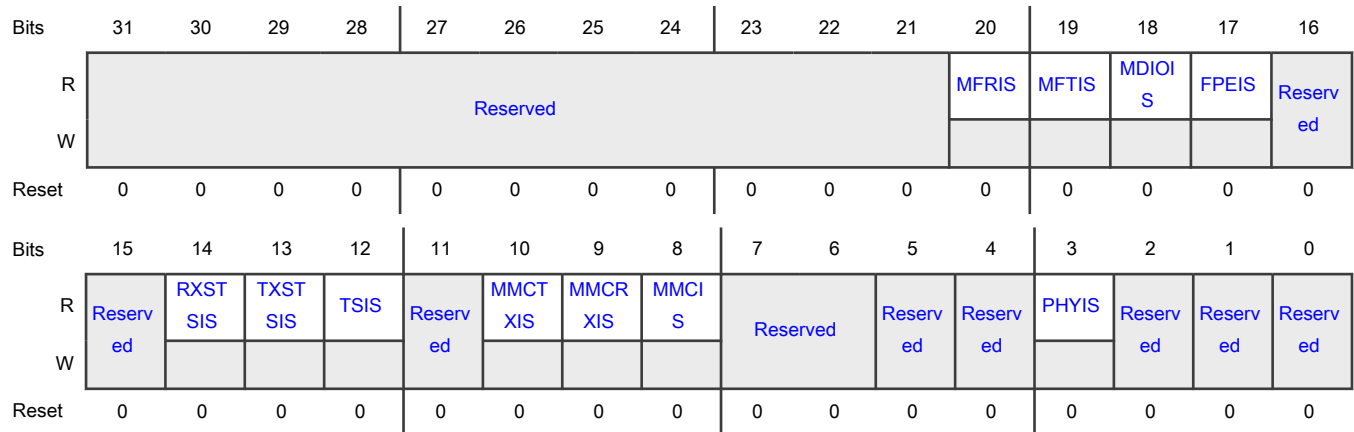 Bits 31 30 29 28 27 26 25 24 23 22 21 20 19 18 17 16
R Reserved MFRIS MFTIS MDIOI S FPEIS Reserv ed
W
Reset 0 0 0 0 0 0 0 0 0 0 0 0 0 0 0 0
Bits 15 14 13 12 11 10 9 8 7 6 5 4 3 2 1 0
R Reserv ed RXST SIS TXST SIS TSIS Reserv ed MMCT XIS MMCR XIS MMCI S Reserved Reserv ed Reserv ed PHYIS Reserv ed Reserv ed Reserv ed
W
Reset 0 0 0 0 0 0 0 0 0 0 0 0 0 0 0 0